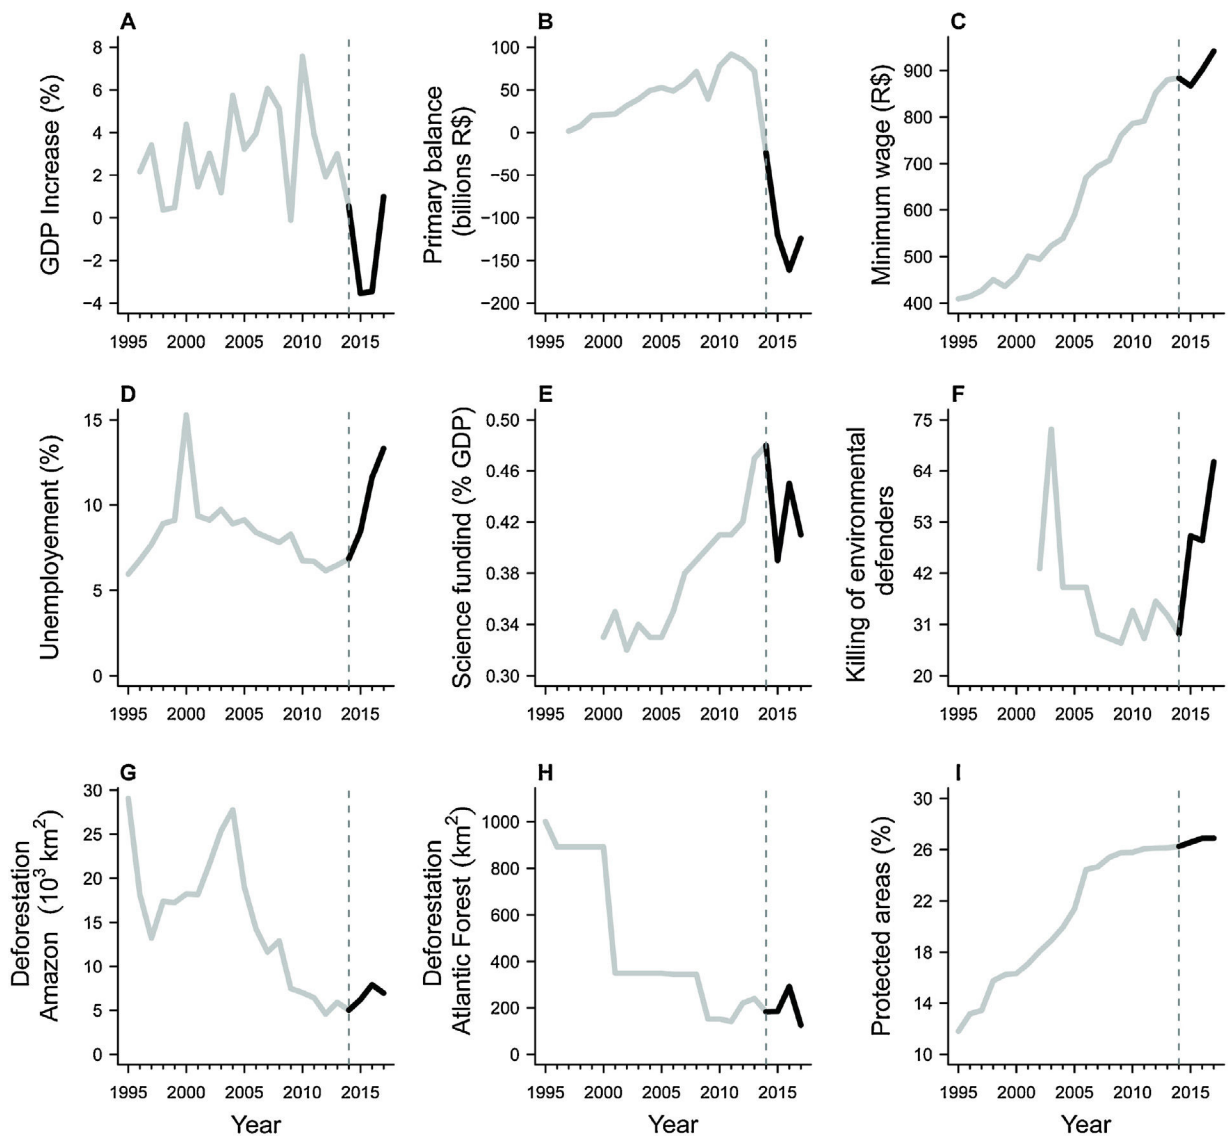 A
GDP Increase (%)
8
6
4
2
0
−2
−4
1995 2000 2005 2010 2015
B
Primary balance
(billions R$)
100
50
0
−50
−100
−150
−200
1995 2000 2005 2010 2015
C
Minimum wage (R$)
900
800
700
600
500
400
1995 2000 2005 2010 2015
D
Unemployement (%)
15
10
5
0
1995 2000 2005 2010 2015
E
Science fundind (% GDP)
0.50
0.46
0.42
0.38
0.34
0.30
1995 2000 2005 2010 2015
F
Killing of environmental
defenders
75
64
53
42
31
20
1995 2000 2005 2010 2015
G
Deforestation
Amazon (10³ km²)
30
25
20
15
10
5
0
1995 2000 2005 2010 2015
Year
H
Deforestation
Atlantic Forest (km²)
1000
800
600
400
200
0
1995 2000 2005 2010 2015
Year
I
Protected areas (%)
30
26
22
18
14
10
1995 2000 2005 2010 2015
Year